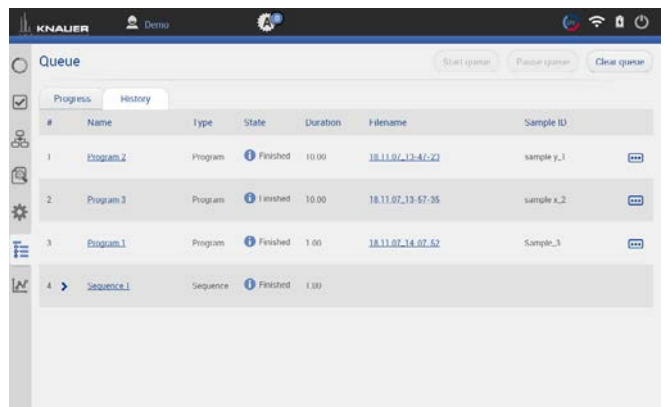 KNAUER Demo A
Queue Start queue Pause queue Clear queue
Progress History
# Name Type State Duration Filename Sample ID
1 Program 2 Program Finished 10.00 18.11.07_13-47-23 sample y_1
2 Program 3 Program Finished 10.00 18.11.07_13-57-35 sample x_2
3 Program 1 Program Finished 1.00 18.11.07_14-07-52 Sample_3
4 Sequence 1 Sequence Finished 1.00